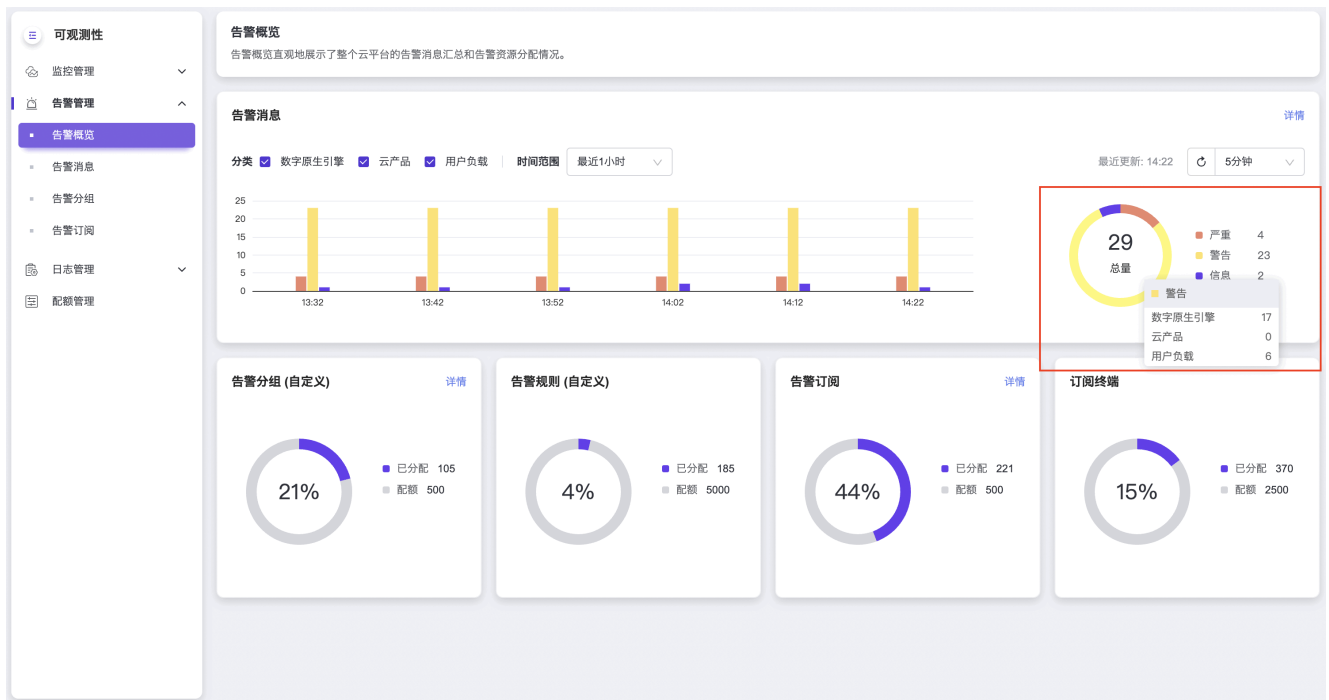 可观测性
监控管理
告警管理
告警概览
告警消息
告警分组
告警订阅
日志管理
配额管理
告警概览
告警概览直观地展示了整个云平台的告警消息汇总和告警资源分配情况。
告警消息 详情
分类 数字原生引擎 云产品 用户负载 时间范围 最近1小时 最近更新: 14:22 5分钟
25
20
15
10
5
0
13:32 13:42 13:52 14:02 14:12 14:22
29
总量
严重 4
警告 23
信息 2
警告
数字原生引擎 17
云产品 0
用户负载 6
告警分组 (自定义) 详情
21%
已分配 105
配额 500
告警规则 (自定义)
4%
已分配 185
配额 5000
告警订阅 详情
44%
已分配 221
配额 500
订阅终端
15%
已分配 370
配额 2500